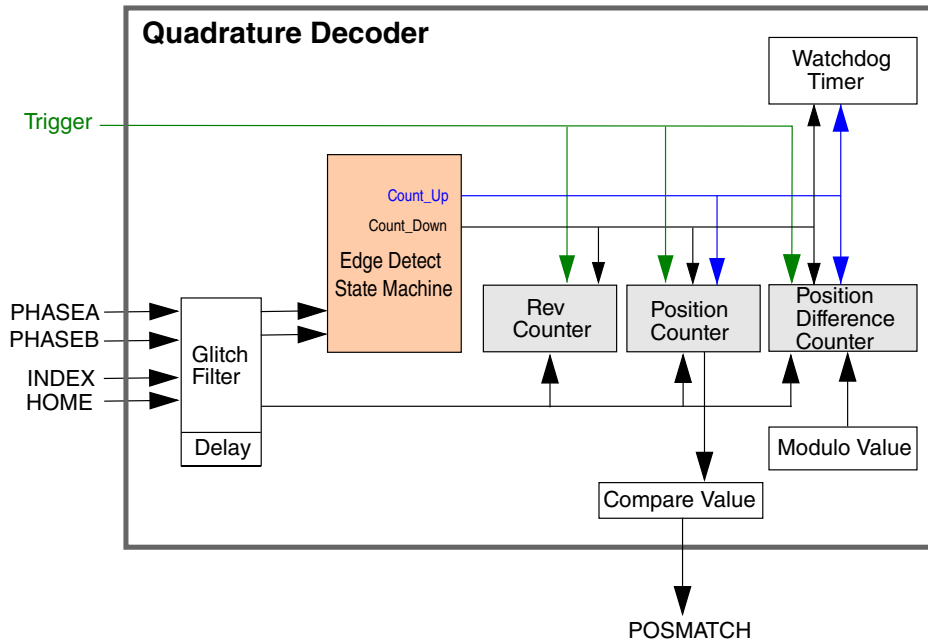 Quadrature Decoder
Watchdog
Timer
Trigger
Count_Up
Count_Down
Edge Detect
State Machine
PHASEA
PHASEB
INDEX
HOME
Glitch
Filter
Delay
Rev
Counter
Position
Counter
Position
Difference
Counter
Modulo Value
Compare Value
POSMATCH